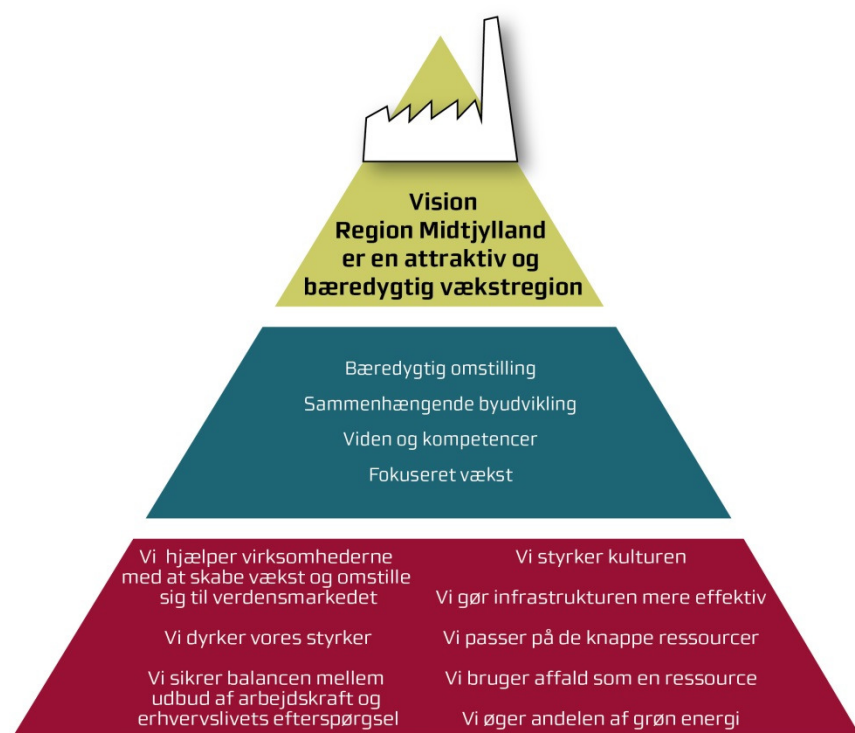 Vision
Region Midtjylland
er en attraktiv og
bæredygtig vækstregion
Bæredygtig omstilling
Sammenhængende byudvikling
Viden og kompetencer
Fokuseret vækst
Vi hjælper virksomhederne
med at skabe vækst og omstille
sig til verdensmarkedet
Vi dyrker vores styrker
Vi sikrer balancen mellem
udbud af arbejdskraft og
erhvervslivets efterspørgsel
Vi styrker kulturen
Vi gør infrastrukturen mere effektiv
Vi passer på de knappe ressourcer
Vi bruger affald som en ressource
Vi øger andelen af grøn energi